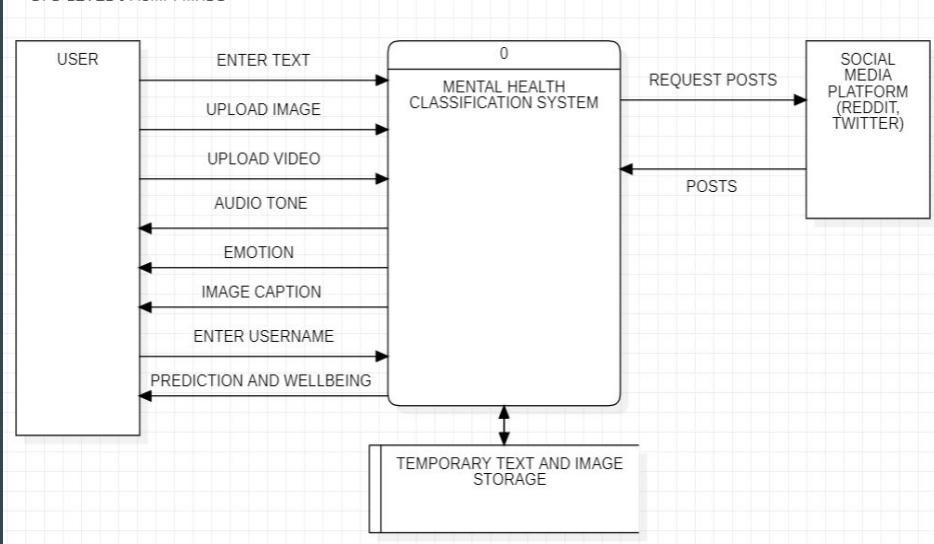 USER
ENTER TEXT
UPLOAD IMAGE
UPLOAD VIDEO
AUDIO TONE
EMOTION
IMAGE CAPTION
ENTER USERNAME
PREDICTION AND WELLBEING
0
MENTAL HEALTH
CLASSIFICATION SYSTEM
REQUEST POSTS
POSTS
SOCIAL
MEDIA
PLATFORM
(REDDIT,
TWITTER)
TEMPORARY TEXT AND IMAGE
STORAGE